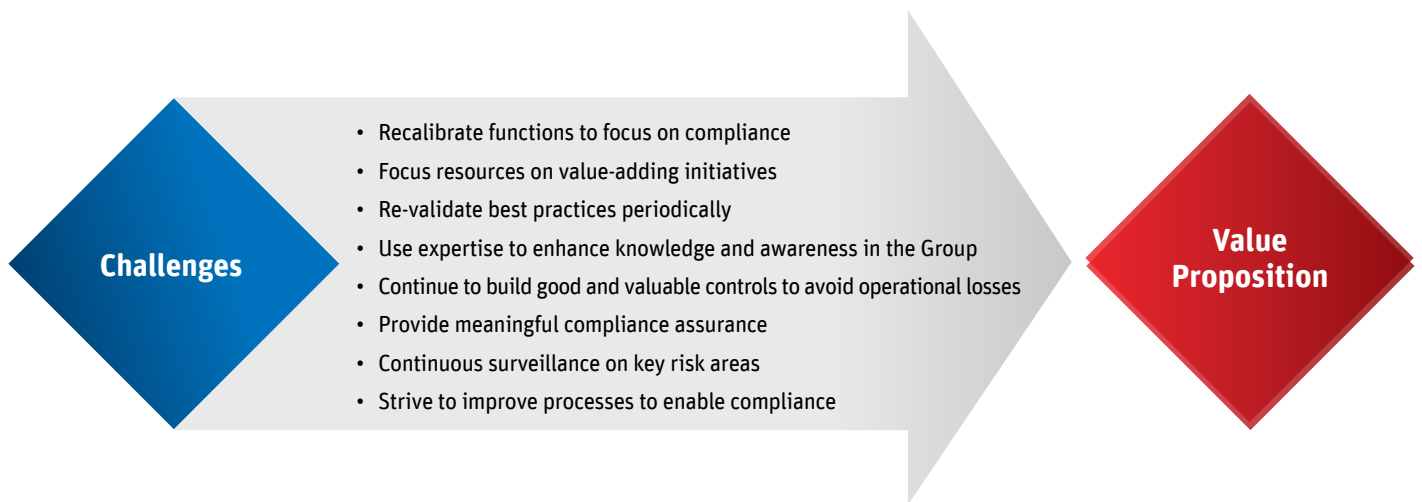 Challenges
• Recalibrate functions to focus on compliance
• Focus resources on value-adding initiatives
• Re-validate best practices periodically
• Use expertise to enhance knowledge and awareness in the Group
• Continue to build good and valuable controls to avoid operational losses
• Provide meaningful compliance assurance
• Continuous surveillance on key risk areas
• Strive to improve processes to enable compliance
Value
Proposition